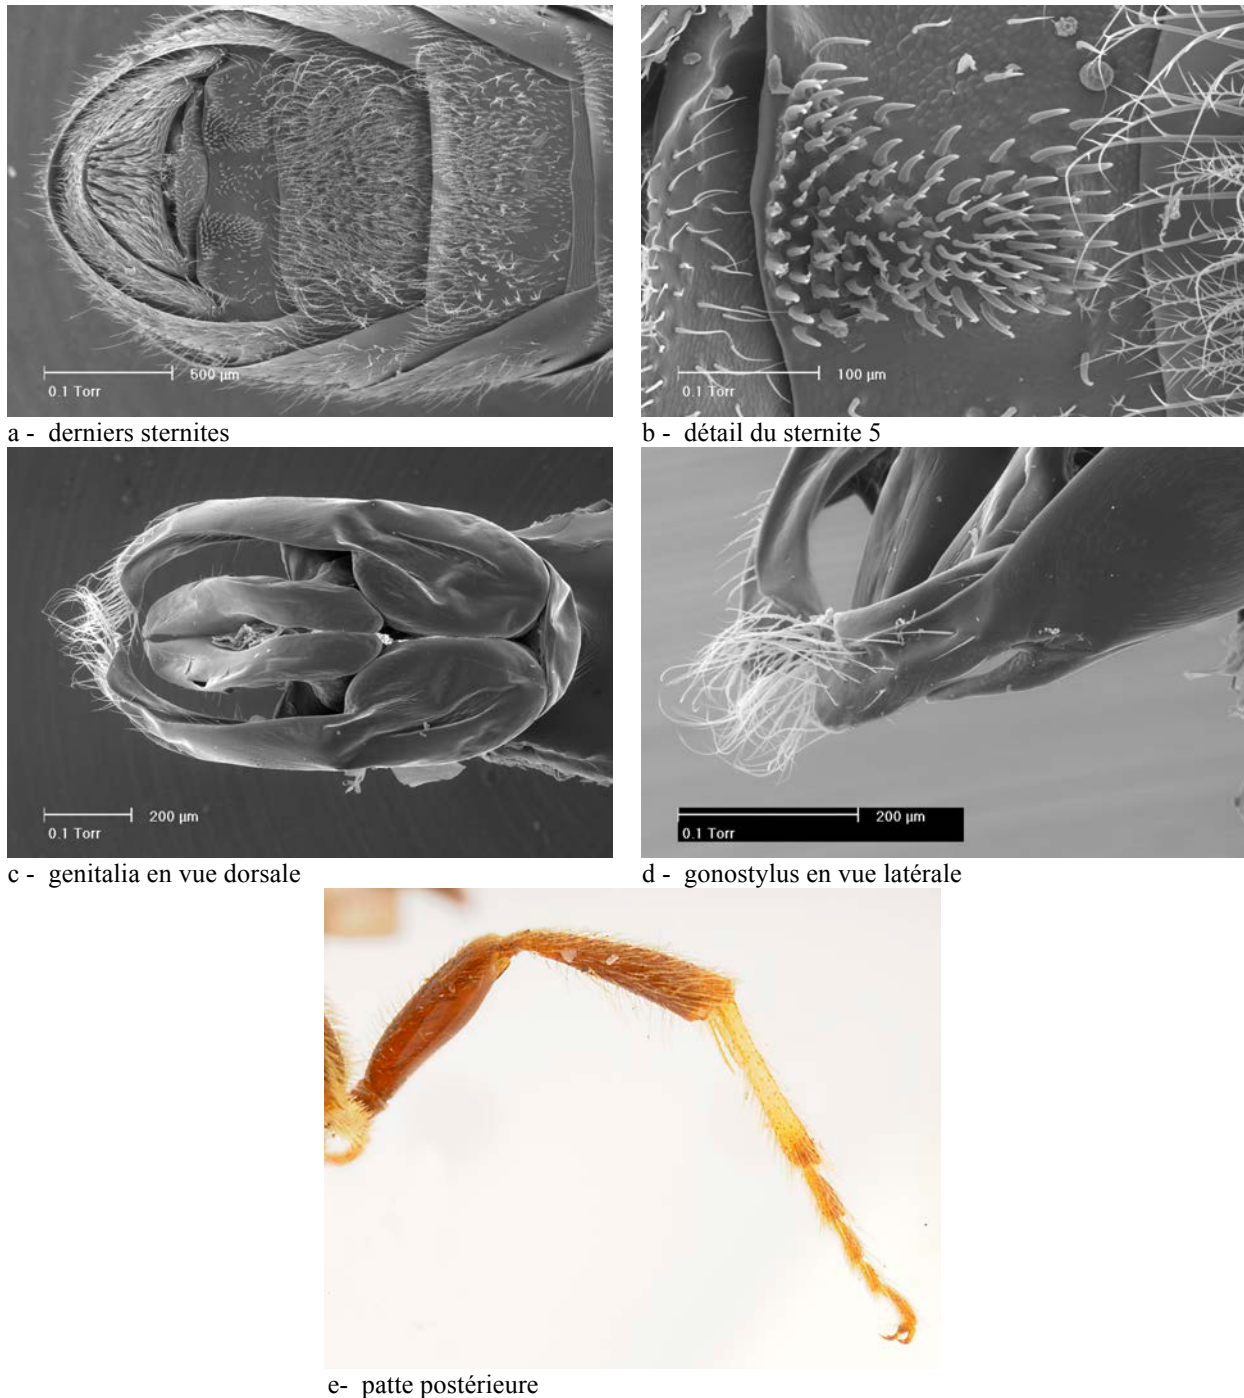 500 µm
0.1 Torr
100 µm
0.1 Torr
a - derniers sternites
b - détail du sternite 5
200 µm
0.1 Torr
200 µm
0.1 Torr
c - genitalia en vue dorsale
d - gonostylus en vue latérale
e- patte postérieure